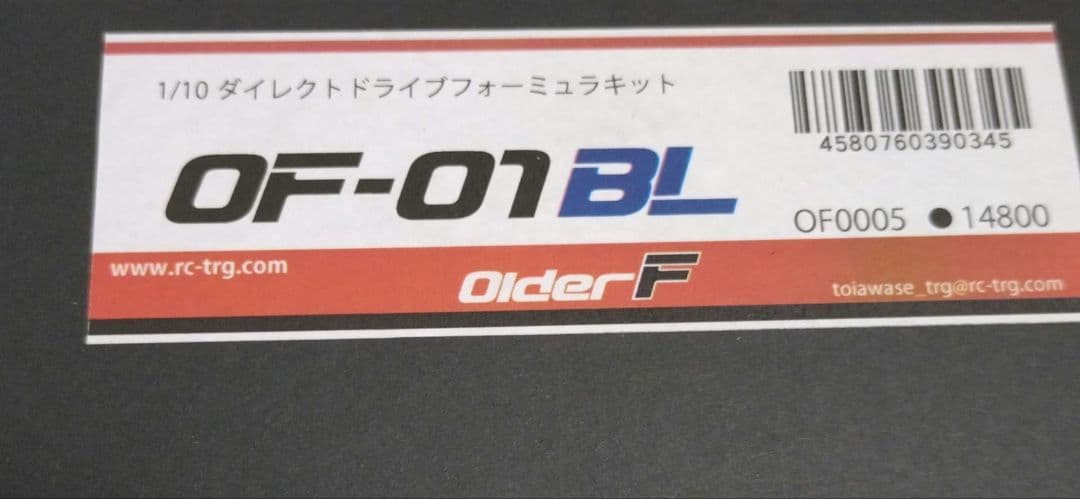 1/10 ダイレクトドライブフォーミュラキット
4580760390345
OF-01BL
OF0005 ●14800
www.rc-trg.com
OlderF
toiawase_trg@rc-trg.com